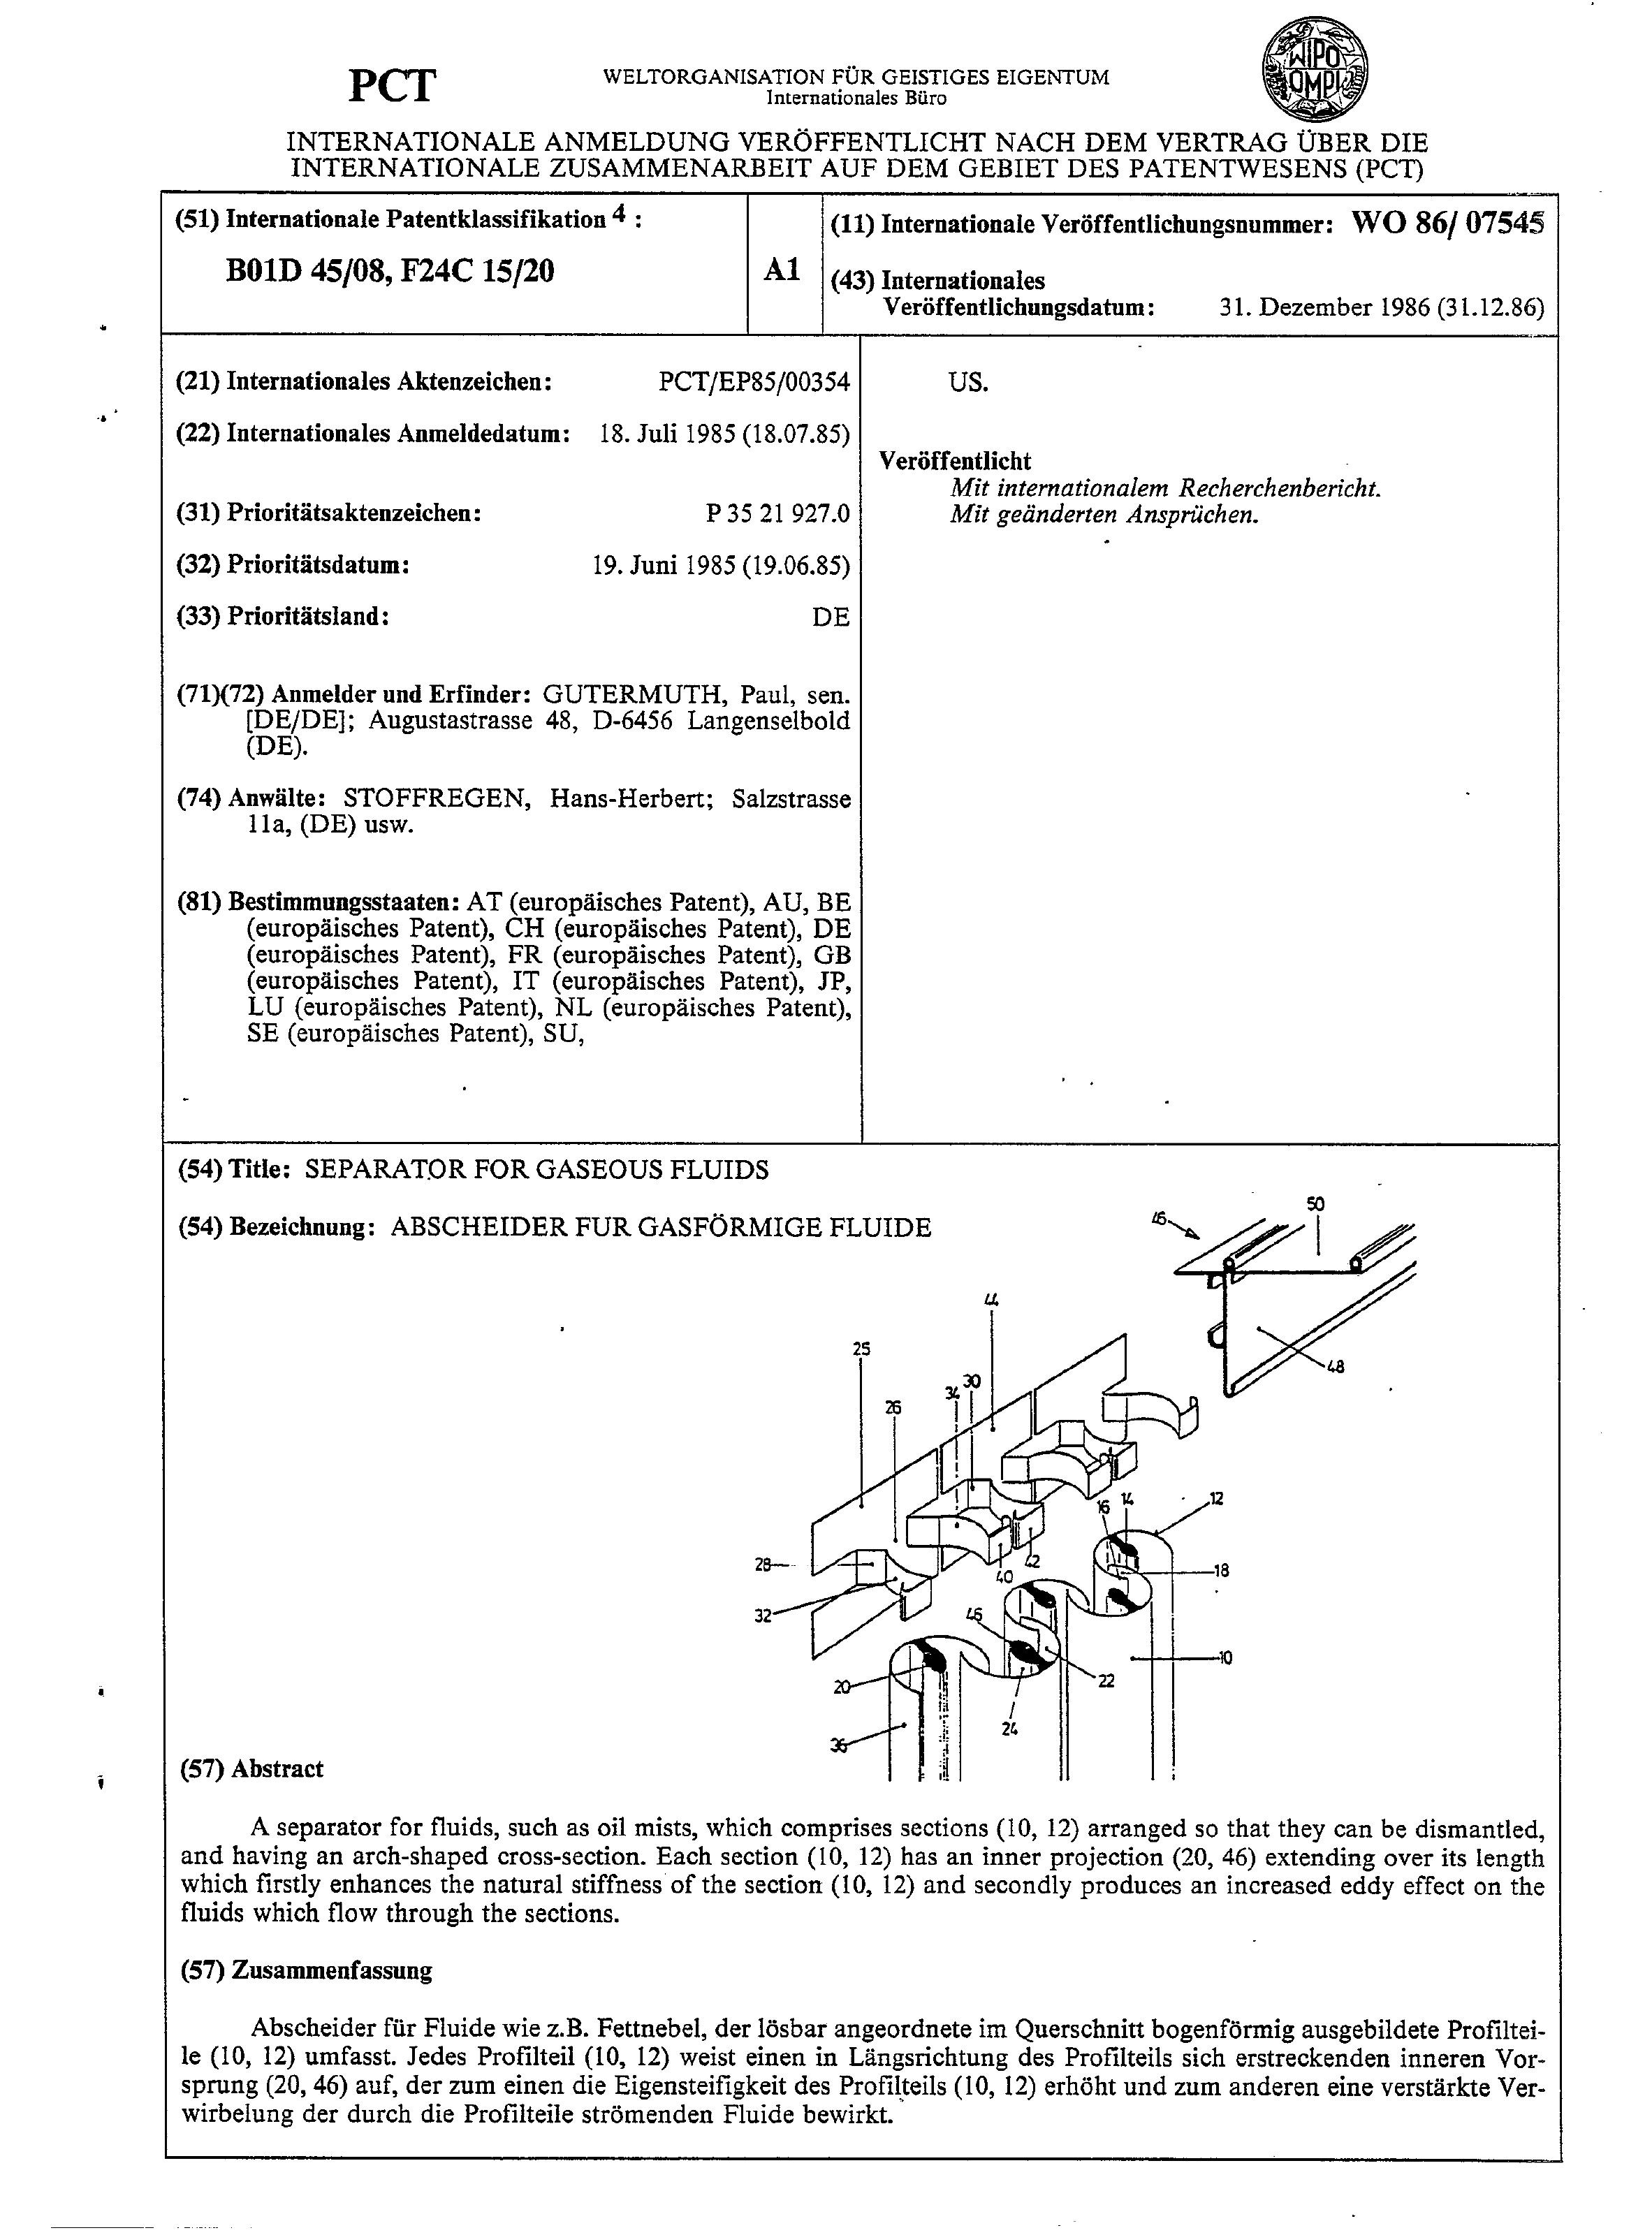 PCT
WELTORGANISATION FÜR GEISTIGES EIGENTUM
Internationales Büro
WIPO
OMPI
INTERNATIONALE ANMELDUNG VERÖFFENTLICHT NACH DEM VERTRAG ÜBER DIE
INTERNATIONALE ZUSAMMENARBEIT AUF DEM GEBIET DES PATENTWESENS (PCT)
(51) Internationale Patentklassifikation 4 :
B01D 45/08, F24C 15/20
A1
(11) Internationale Veröffentlichungsnummer: WO 86/ 07545
(43) Internationales
Veröffentlichungsdatum: 31. Dezember 1986 (31.12.86)
(21) Internationales Aktenzeichen: PCT/EP85/00354
(22) Internationales Anmeldedatum: 18. Juli 1985 (18.07.85)
(31) Prioritätsaktenzeichen: P 35 21 927.0
(32) Prioritätsdatum: 19. Juni 1985 (19.06.85)
(33) Prioritätsland: DE
(71)(72) Anmelder und Erfinder: GUTERMUTH, Paul, sen.
[DE/DE]; Augustastrasse 48, D-6456 Langenselbold
(DE).
(74) Anwälte: STOFFREGEN, Hans-Herbert; Salzstrasse
11a, (DE) usw.
(81) Bestimmungsstaaten: AT (europäisches Patent), AU, BE
(europäisches Patent), CH (europäisches Patent), DE
(europäisches Patent), FR (europäisches Patent), GB
(europäisches Patent), IT (europäisches Patent), JP,
LU (europäisches Patent), NL (europäisches Patent),
SE (europäisches Patent), SU,
US.
Veröffentlicht
Mit internationalem Recherchenbericht.
Mit geänderten Ansprüchen.
(54) Title: SEPARATOR FOR GASEOUS FLUIDS
(54) Bezeichnung: ABSCHEIDER FUR GASFÖRMIGE FLUIDE
50
46
44
25
48
30
34
26
16
14
12
28
42
40
18
32
46
10
20
22
24
36
(57) Abstract
A separator for fluids, such as oil mists, which comprises sections (10, 12) arranged so that they can be dismantled,
and having an arch-shaped cross-section. Each section (10, 12) has an inner projection (20, 46) extending over its length
which firstly enhances the natural stiffness of the section (10, 12) and secondly produces an increased eddy effect on the
fluids which flow through the sections.
(57) Zusammenfassung
Abscheider für Fluide wie z.B. Fettnebel, der lösbar angeordnete im Querschnitt bogenförmig ausgebildete Profiltei-
le (10, 12) umfasst. Jedes Profilteil (10, 12) weist einen in Längsrichtung des Profilteils sich erstreckenden inneren Vor-
sprung (20, 46) auf, der zum einen die Eigensteifigkeit des Profilteils (10, 12) erhöht und zum anderen eine verstärkte Ver-
wirbelung der durch die Profilteile strömenden Fluide bewirkt.